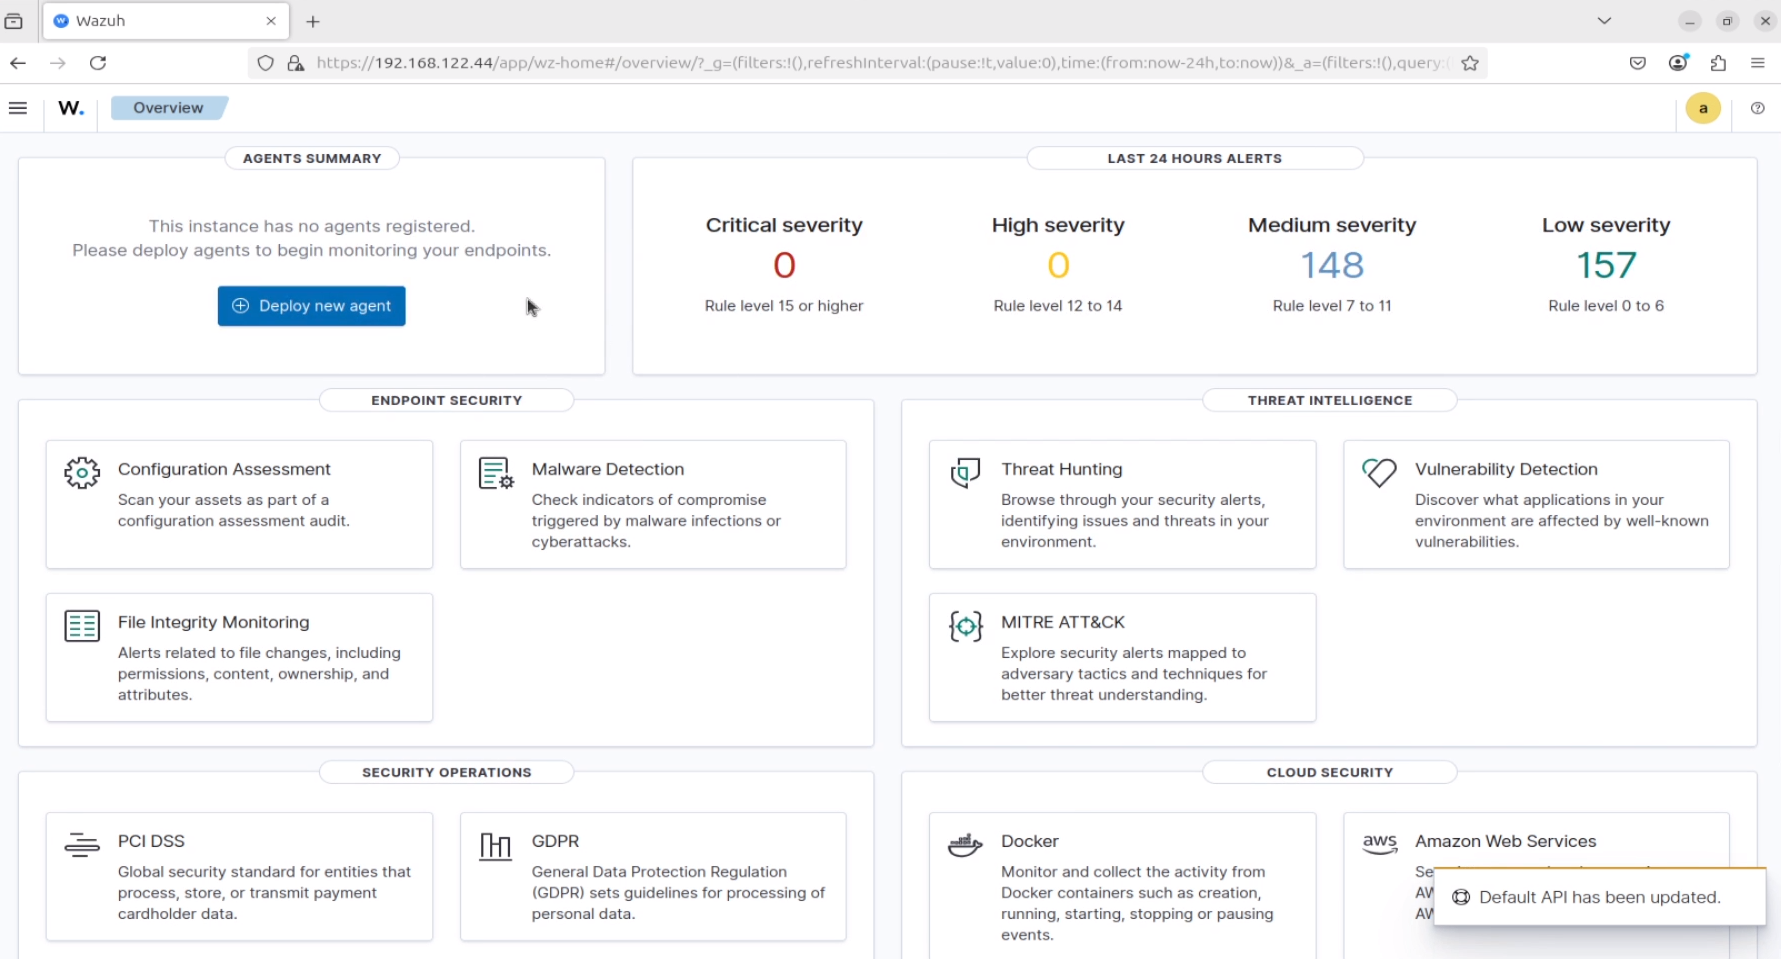 Wazuh
https://192.168.122.44/app/wz-home#/overview/?_g=(filters:!(),refreshInterval:(pause:!t,value:0),time:(from:now-24h,to:now))&_a=(filters:!(),query:(
W.
Overview
a
AGENTS SUMMARY
This instance has no agents registered.
Please deploy agents to begin monitoring your endpoints.
Deploy new agent
LAST 24 HOURS ALERTS
Critical severity
0
Rule level 15 or higher
High severity
0
Rule level 12 to 14
Medium severity
148
Rule level 7 to 11
Low severity
157
Rule level 0 to 6
ENDPOINT SECURITY
Configuration Assessment
Scan your assets as part of a
configuration assessment audit.
Malware Detection
Check indicators of compromise
triggered by malware infections or
cyberattacks.
File Integrity Monitoring
Alerts related to file changes, including
permissions, content, ownership, and
attributes.
THREAT INTELLIGENCE
Threat Hunting
Browse through your security alerts,
identifying issues and threats in your
environment.
Vulnerability Detection
Discover what applications in your
environment are affected by well-known
vulnerabilities.
MITRE ATT&CK
Explore security alerts mapped to
adversary tactics and techniques for
better threat understanding.
SECURITY OPERATIONS
PCI DSS
Global security standard for entities that
process, store, or transmit payment
cardholder data.
GDPR
General Data Protection Regulation
(GDPR) sets guidelines for processing of
personal data.
CLOUD SECURITY
Docker
Monitor and collect the activity from
Docker containers such as creation,
running, starting, stopping or pausing
events.
aws
Amazon Web Services
Default API has been updated.